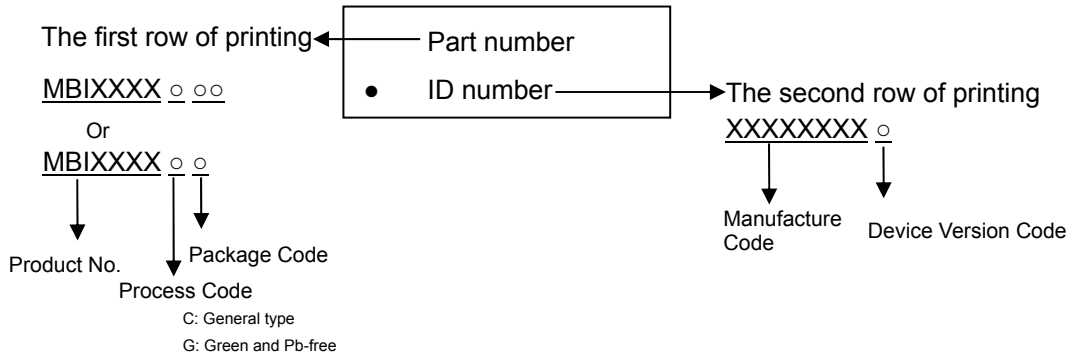 The first row of printing
Part number
MBIXXXX ○ ○○
● ID number
The second row of printing
Or
XXXXXXXX ○
MBIXXXX ○ ○
Manufacture
Code
Device Version Code
Package Code
Product No.
Process Code
C: General type
G: Green and Pb-free